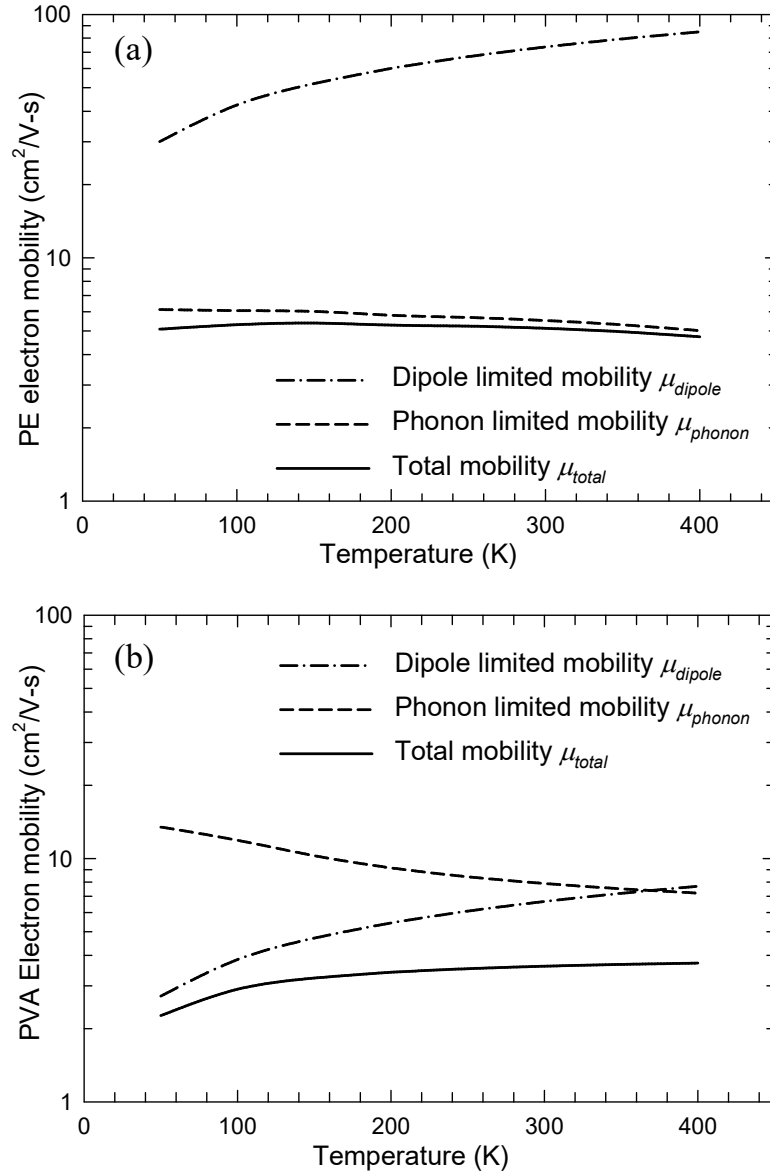 (a)
100
10
1
PE electron mobility (cm²/V-s)
Dipole limited mobility μdipole
Phonon limited mobility μphonon
Total mobility μtotal
0 100 200 300 400
Temperature (K)
(b)
100
10
1
PVA Electron mobility (cm²/V-s)
Dipole limited mobility μdipole
Phonon limited mobility μphonon
Total mobility μtotal
0 100 200 300 400
Temperature (K)